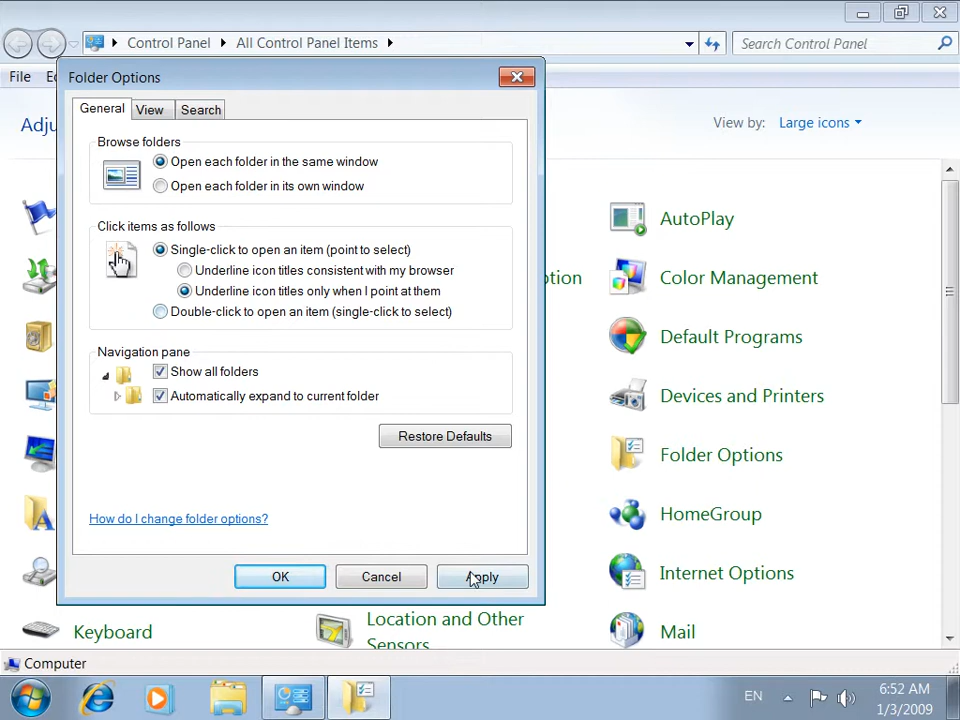 Control Panel
All Control Panel Items
Search Control Panel
File
Folder Options
General
View
Search
Adju
View by:
Large icons
Browse folders
Open each folder in the same window
Open each folder in its own window
Click items as follows
Single-click to open an item (point to select)
Underline icon titles consistent with my browser
Underline icon titles only when I point at them
Double-click to open an item (single-click to select)
Navigation pane
Show all folders
Automatically expand to current folder
Restore Defaults
How do I change folder options?
OK
Cancel
Apply
AutoPlay
ption
Color Management
Default Programs
Devices and Printers
Folder Options
HomeGroup
Internet Options
Keyboard
Location and Other
Sensors
Mail
Computer
EN
6:52 AM
1/3/2009